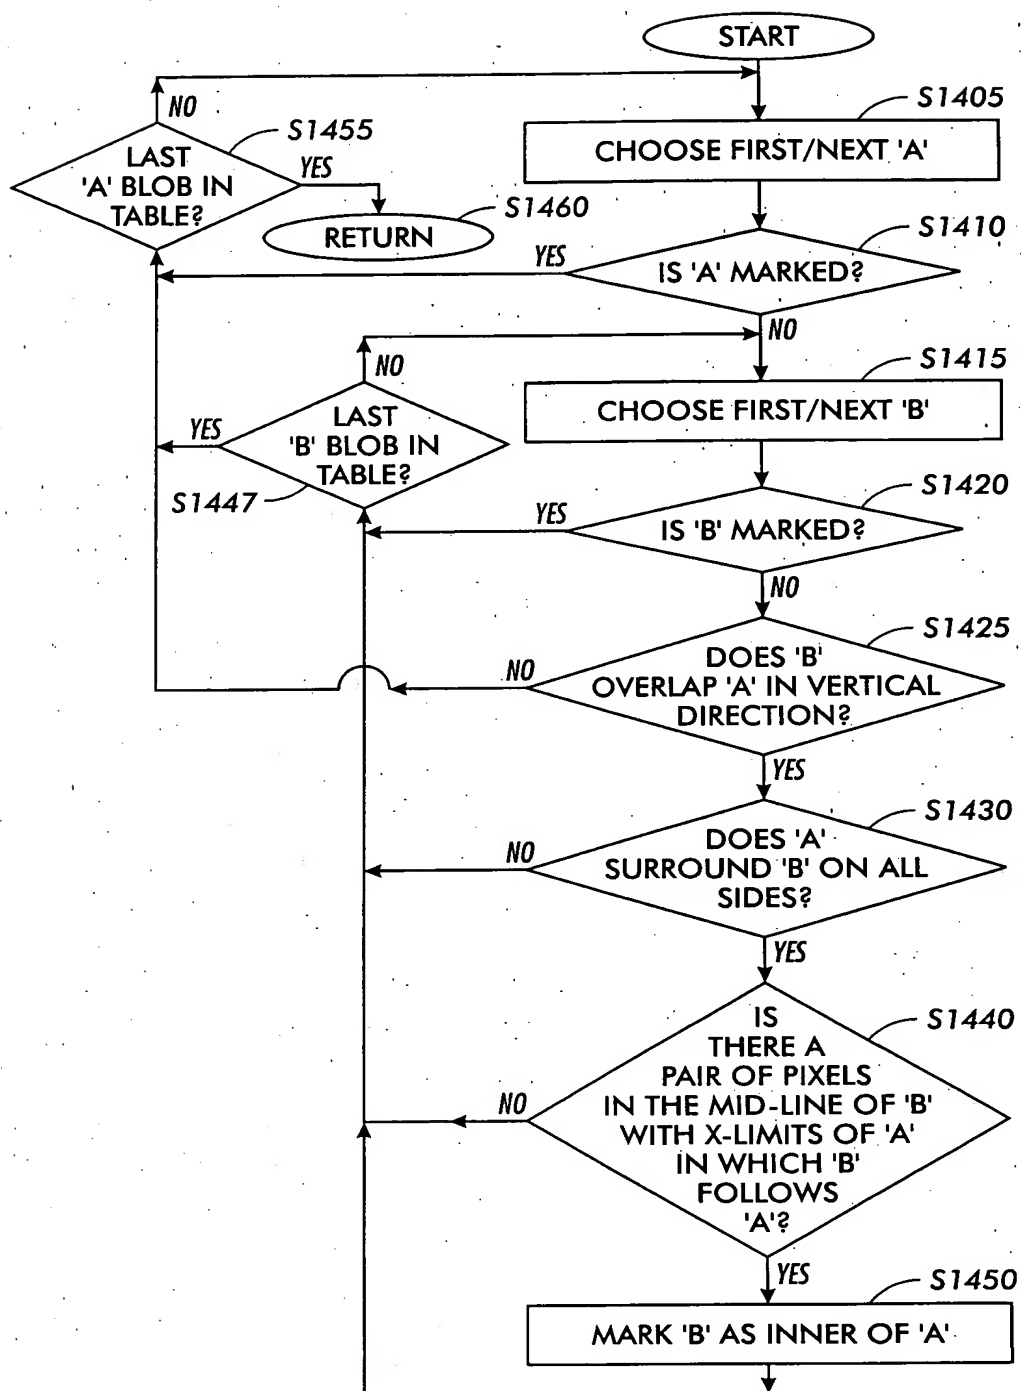 START
NO
S1405
S1455
LAST
'A' BLOB IN
TABLE?
YES
CHOOSE FIRST/NEXT 'A'
S1460
RETURN
S1410
YES
IS 'A' MARKED?
NO
NO
S1415
LAST
'B' BLOB IN
TABLE?
YES
CHOOSE FIRST/NEXT 'B'
S1447
S1420
YES
IS 'B' MARKED?
NO
S1425
NO
DOES 'B'
OVERLAP 'A' IN VERTICAL
DIRECTION?
YES
S1430
NO
DOES 'A'
SURROUND 'B' ON ALL
SIDES?
YES
S1440
NO
IS
THERE A
PAIR OF PIXELS
IN THE MID-LINE OF 'B'
WITH X-LIMITS OF 'A'
IN WHICH 'B'
FOLLOWS
'A'?
YES
S1450
MARK 'B' AS INNER OF 'A'